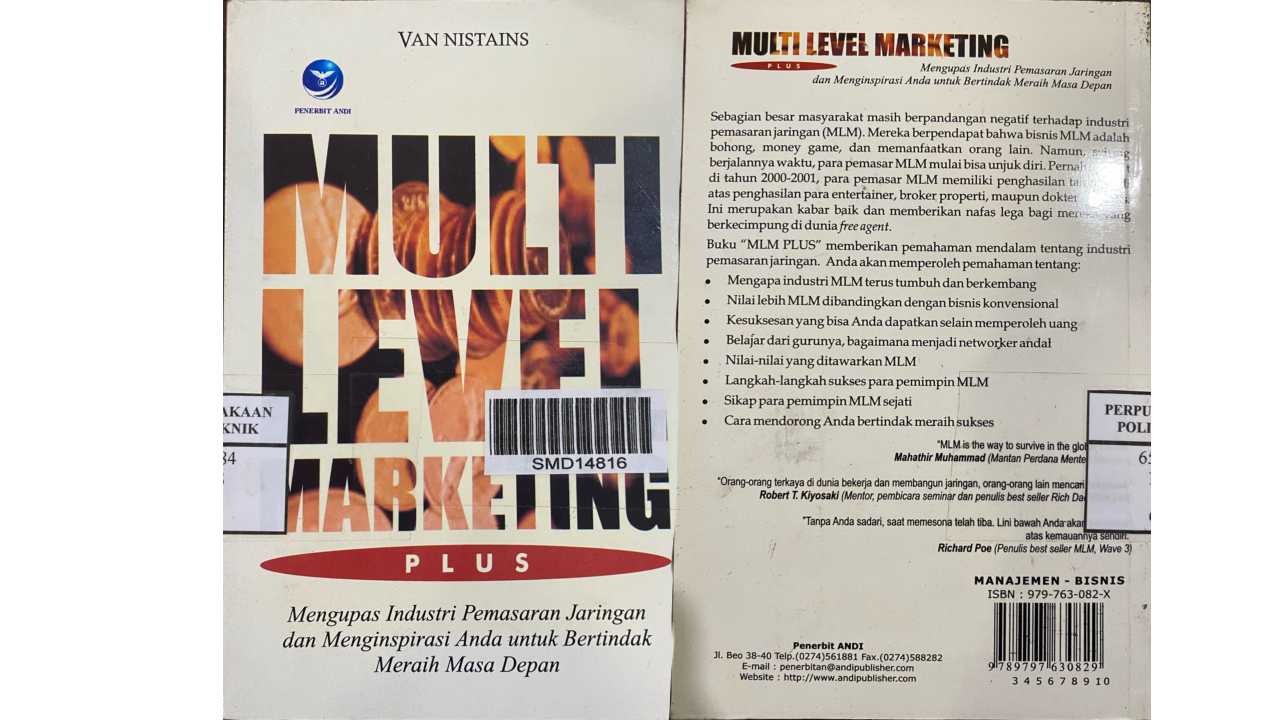 VAN NISTAINS
PENERBIT ANDI
MULTI
LEVEL
MARKETING
AKAAN
KNIK
84
SMD14816
PLUS
Mengupas Industri Pemasaran Jaringan
dan Menginspirasi Anda untuk Bertindak
Meraih Masa Depan
MULTI LEVEL MARKETING
PLUS
Mengupas Industri Pemasaran Jaringan
dan Menginspirasi Anda untuk Bertindak Meraih Masa Depan
Sebagian besar masyarakat masih berpandangan negatif terhadap industri
pemasaran jaringan (MLM). Mereka berpendapat bahwa bisnis MLM adalah
bohong, money game, dan memanfaatkan orang lain. Namun,
berjalannya waktu, para pemasar MLM mulai bisa unjuk diri.
di tahun 2000-2001, para pemasar MLM memiliki penghasilan
atas penghasilan para entertainer, broker properti, maupun dokter
Ini merupakan kabar baik dan memberikan nafas lega bagi mereka yang
berkecimpung di dunia free agent.
Buku “MLM PLUS” memberikan pemahaman mendalam tentang industri
pemasaran jaringan. Anda akan memperoleh pemahaman tentang:
• Mengapa industri MLM terus tumbuh dan berkembang
• Nilai lebih MLM dibandingkan dengan bisnis konvensional
• Kesuksesan yang bisa Anda dapatkan selain memperoleh uang
• Belajar dari gurunya, bagaimana menjadi networker andal
• Nilai-nilai yang ditawarkan MLM
• Langkah-langkah sukses para pemimpin MLM
• Sikap para pemimpin MLM sejati
• Cara mendorong Anda bertindak meraih sukses
PERPU
POLI
65
"MLM is the way to survive in the glo
Mahathir Muhammad (Mantan Perdana Mente
"Orang-orang terkaya di dunia bekerja dan membangun jaringan, orang-orang lain mencari
Robert T. Kiyosaki (Mentor, pembicara seminar dan penulis best seller Rich Da
"Tanpa Anda sadari, saat memesona telah tiba. Lini bawah Anda akan
atas kemauannya sendiri."
Richard Poe (Penulis best seller MLM, Wave 3)
MANAJEMEN - BISNIS
ISBN : 979-763-082-X
9 789797 630829
3 4 5 6 7 8 9 10
Penerbit ANDI
Jl. Beo 38-40 Telp.(0274)561881 Fax.(0274)588282
E-mail : penerbitan@andipublisher.com
Website : http://www.andipublisher.com